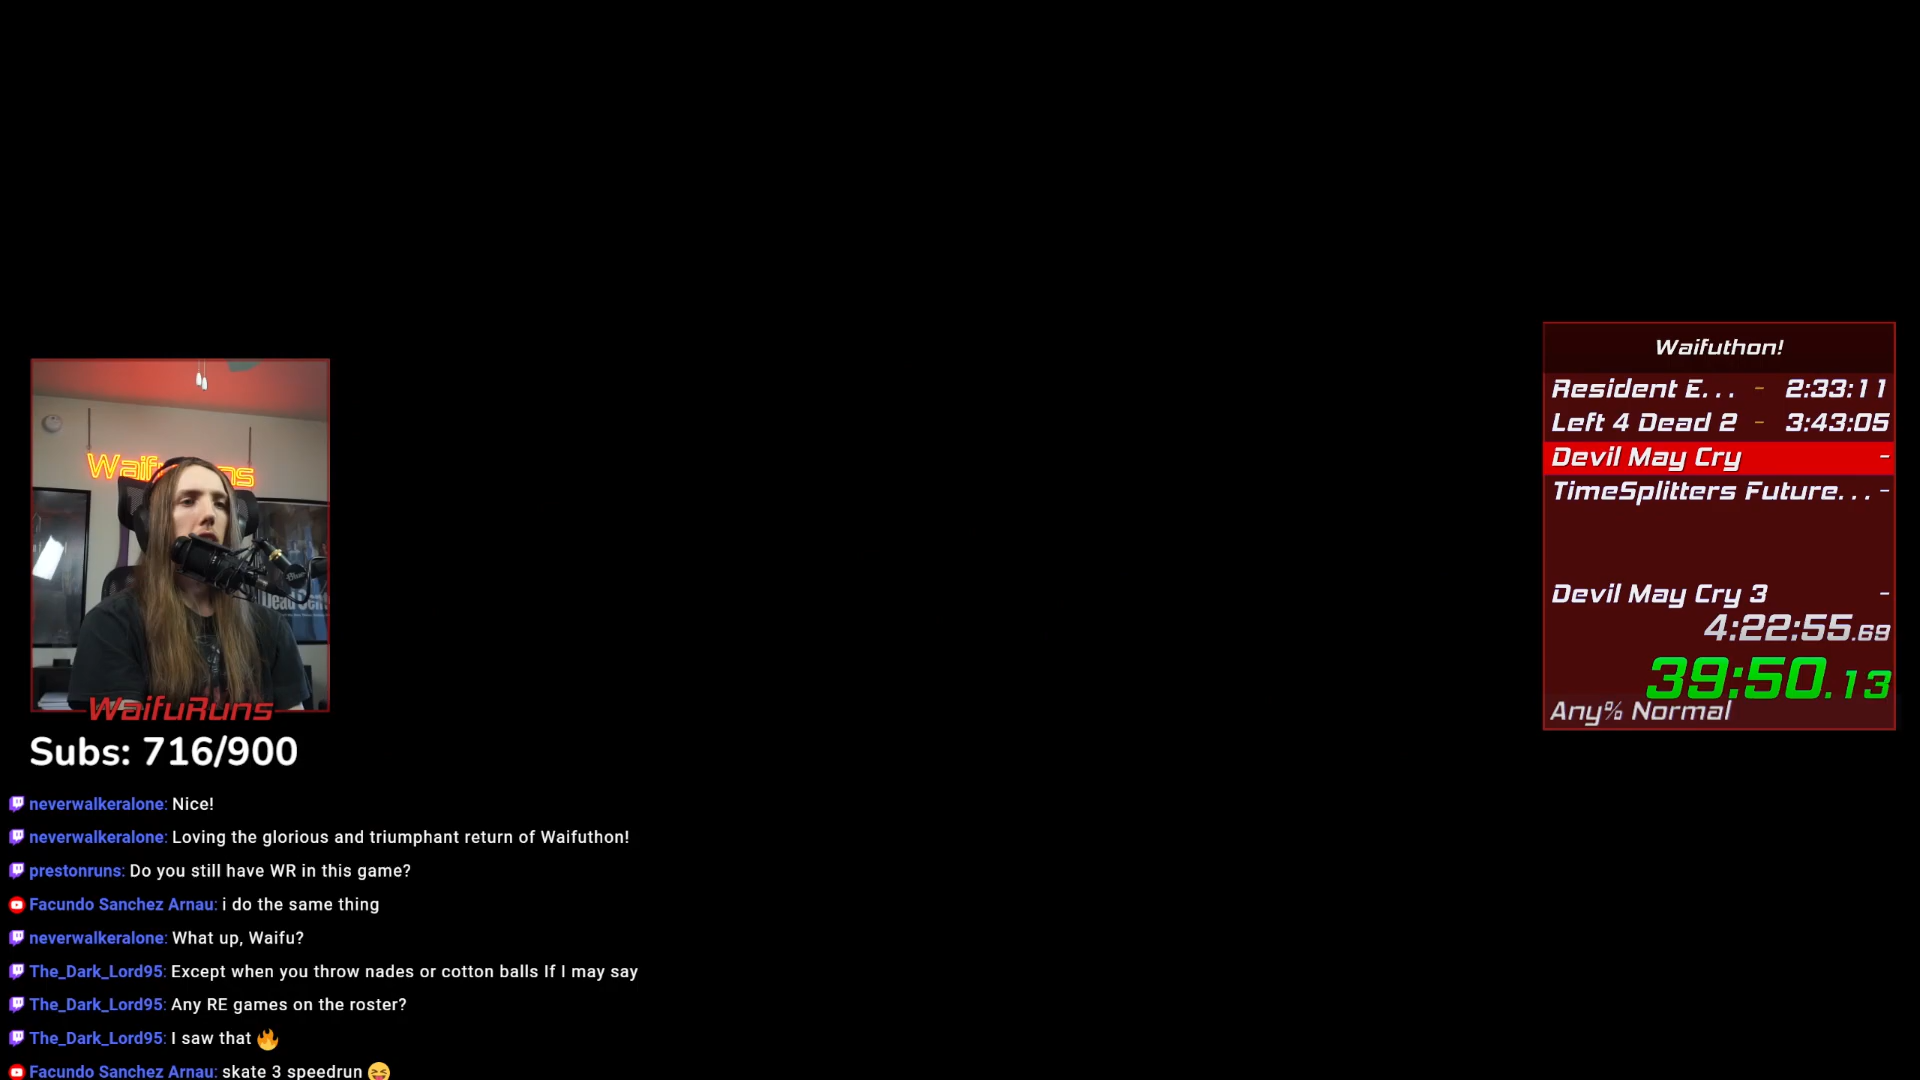 Waifuthon!
Resident E... - 2:33:11
Left 4 Dead 2 - 3:43:05
Devil May Cry -
TimeSplitters Future... -
Devil May Cry 3 -
4:22:55.69
39:50.13
Any% Normal
WaifuRuns
Subs: 716/900
neverwalkeralone: Nice!
neverwalkeralone: Loving the glorious and triumphant return of Waifuthon!
prestonruns: Do you still have WR in this game?
Facundo Sanchez Arnau: i do the same thing
neverwalkeralone: What up, Waifu?
The_Dark_Lord95: Except when you throw nades or cotton balls If I may say
The_Dark_Lord95: Any RE games on the roster?
The_Dark_Lord95: I saw that 🔥
Facundo Sanchez Arnau: skate 3 speedrun 😝